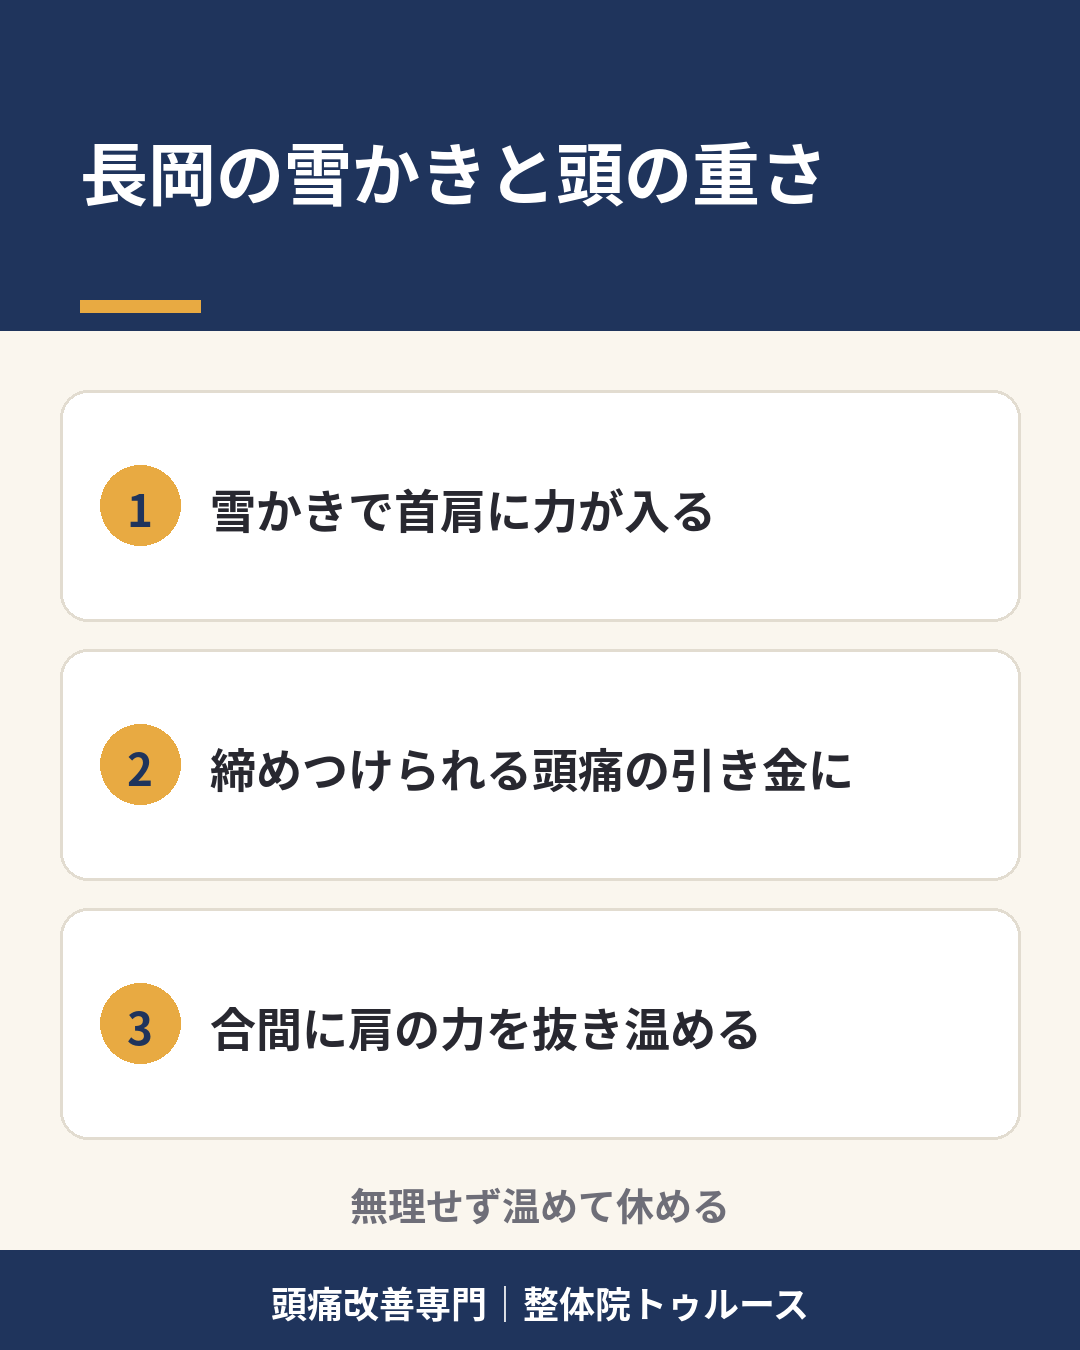 長岡の雪かきと頭の重さ
1 雪かきで首肩に力が入る
2 締めつけられる頭痛の引き金に
3 合間に肩の力を抜き温める
無理せず温めて休める
頭痛改善専門｜整体院トゥルース